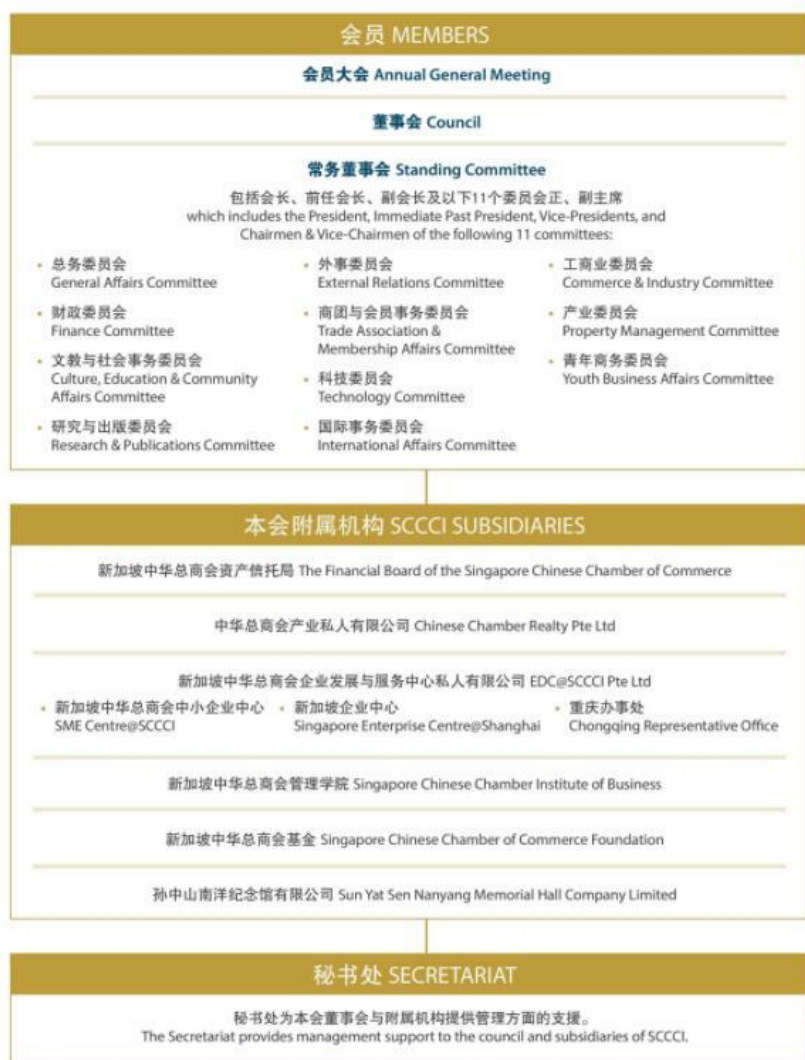 会员 MEMBERS
会员大会 Annual General Meeting
董事会 Council
常务董事会 Standing Committee
包括会长、前任会长、副会长及以下11个委员会正、副主席
which includes the President, Immediate Past President, Vice-Presidents, and
Chairmen & Vice-Chairmen of the following 11 committees:
• 总务委员会
General Affairs Committee
• 财政委员会
Finance Committee
• 文教与社会事务委员会
Culture, Education & Community
Affairs Committee
• 研究与出版委员会
Research & Publications Committee
• 外事委员会
External Relations Committee
• 商团与会员事务委员会
Trade Association &
Membership Affairs Committee
• 科技委员会
Technology Committee
• 国际事务委员会
International Affairs Committee
• 工商业委员会
Commerce & Industry Committee
• 产业委员会
Property Management Committee
• 青年商务委员会
Youth Business Affairs Committee
本会附属机构 SCCCI SUBSIDIARIES
新加坡中华总商会资产信托局 The Financial Board of the Singapore Chinese Chamber of Commerce
中华总商会产业私人有限公司 Chinese Chamber Realty Pte Ltd
新加坡中华总商会企业发展与服务中心私人有限公司 EDC@SCCCI Pte Ltd
• 新加坡中华总商会中小企业中心
SME Centre@SCCCI
• 新加坡企业中心
Singapore Enterprise Centre@Shanghai
• 重庆办事处
Chongqing Representative Office
新加坡中华总商会管理学院 Singapore Chinese Chamber Institute of Business
新加坡中华总商会基金 Singapore Chinese Chamber of Commerce Foundation
孙中山南洋纪念馆有限公司 Sun Yat Sen Nanyang Memorial Hall Company Limited
秘书处 SECRETARIAT
秘书处为本会董事会与附属机构提供管理方面的支援。
The Secretariat provides management support to the council and subsidiaries of SCCCI.